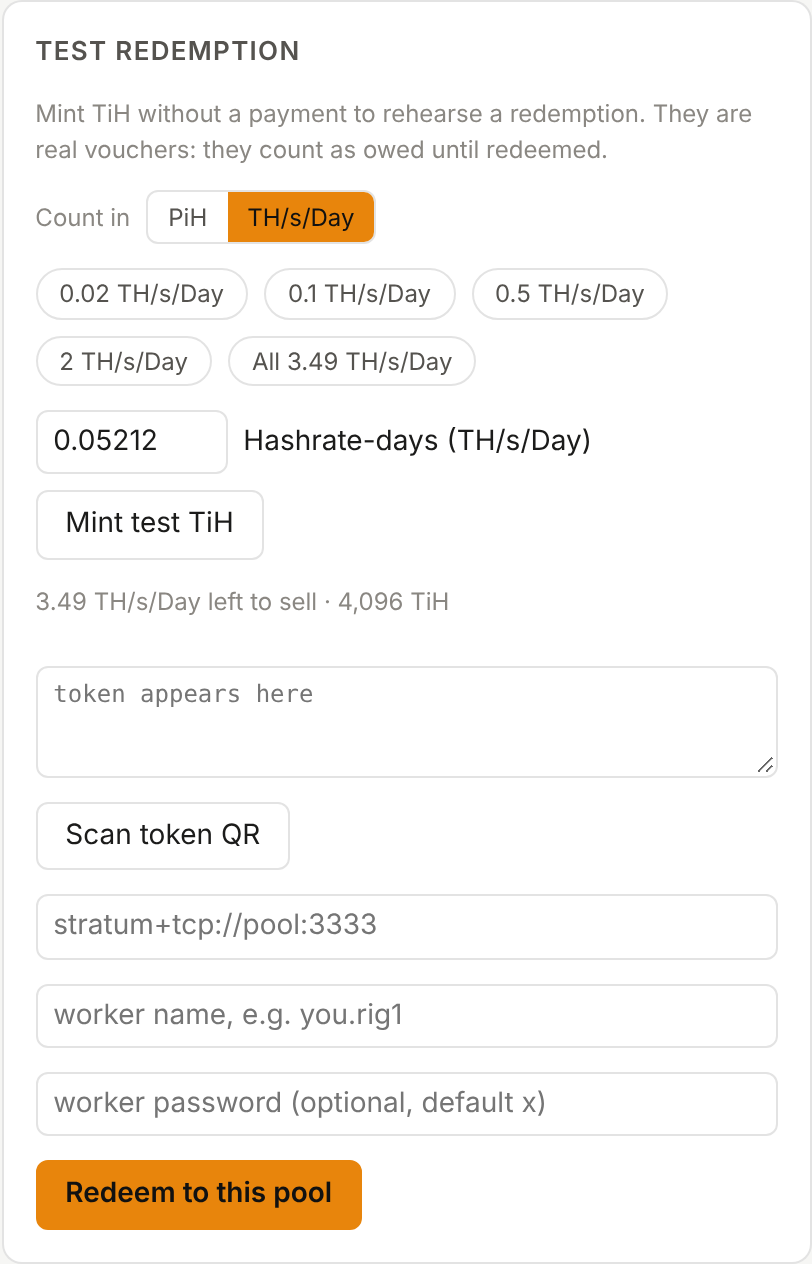 TEST REDEMPTION
Mint TiH without a payment to rehearse a redemption. They are
real vouchers: they count as owed until redeemed.
Count in PiH TH/s/Day
0.02 TH/s/Day 0.1 TH/s/Day 0.5 TH/s/Day
2 TH/s/Day All 3.49 TH/s/Day
0.05212 Hashrate-days (TH/s/Day)
Mint test TiH
3.49 TH/s/Day left to sell · 4,096 TiH
token appears here
Scan token QR
stratum+tcp://pool:3333
worker name, e.g. you.rig1
worker password (optional, default x)
Redeem to this pool